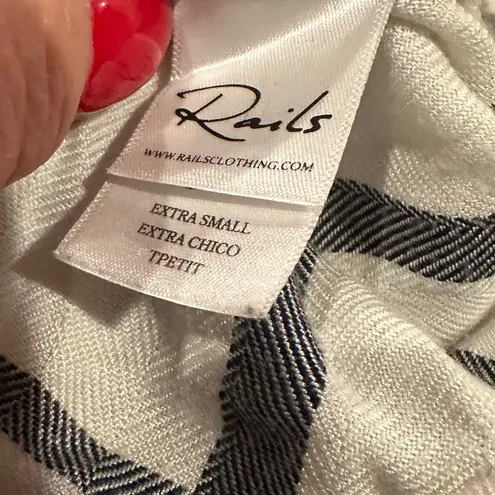 Rails
WWW.RAILSCLOTHING.COM
EXTRA SMALL
EXTRA CHICO
TPETIT